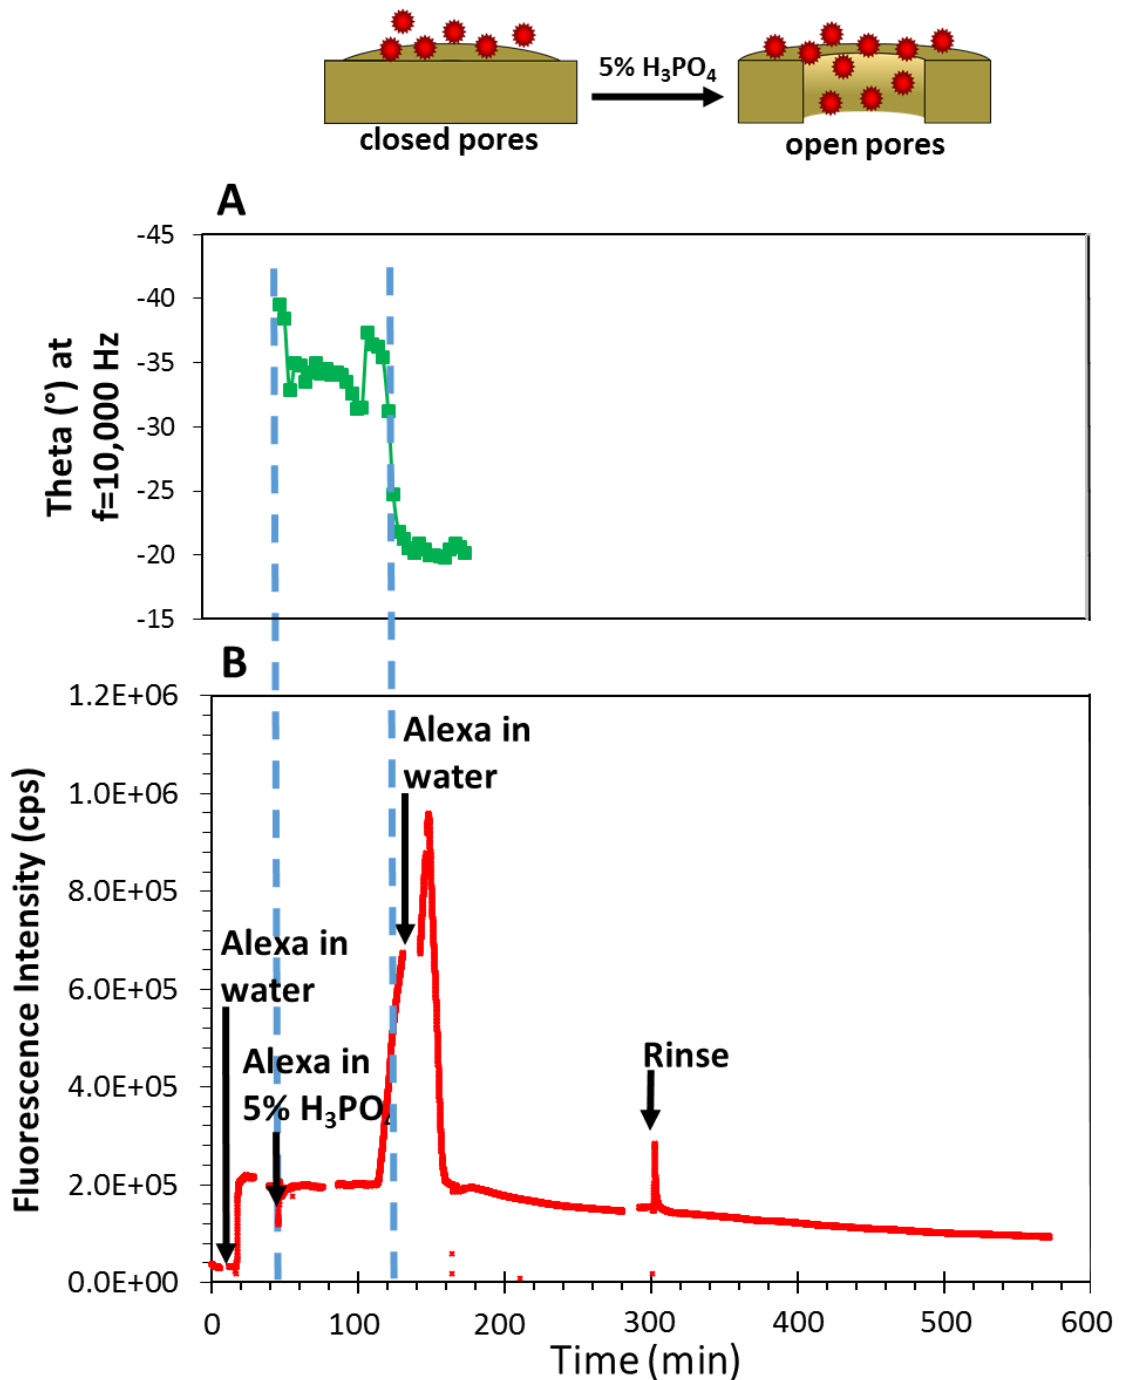 5% H₃PO₄
closed pores
open pores
A
-45
-40
-35
-30
-25
-20
-15
Theta (°) at
f=10,000 Hz
B
1.2E+06
1.0E+06
8.0E+05
6.0E+05
4.0E+05
2.0E+05
0.0E+00
Fluorescence Intensity (cps)
Alexa in
water
Alexa in
water
Alexa in
5% H₃PO₄
Rinse
0
100
200
300
400
500
600
Time (min)